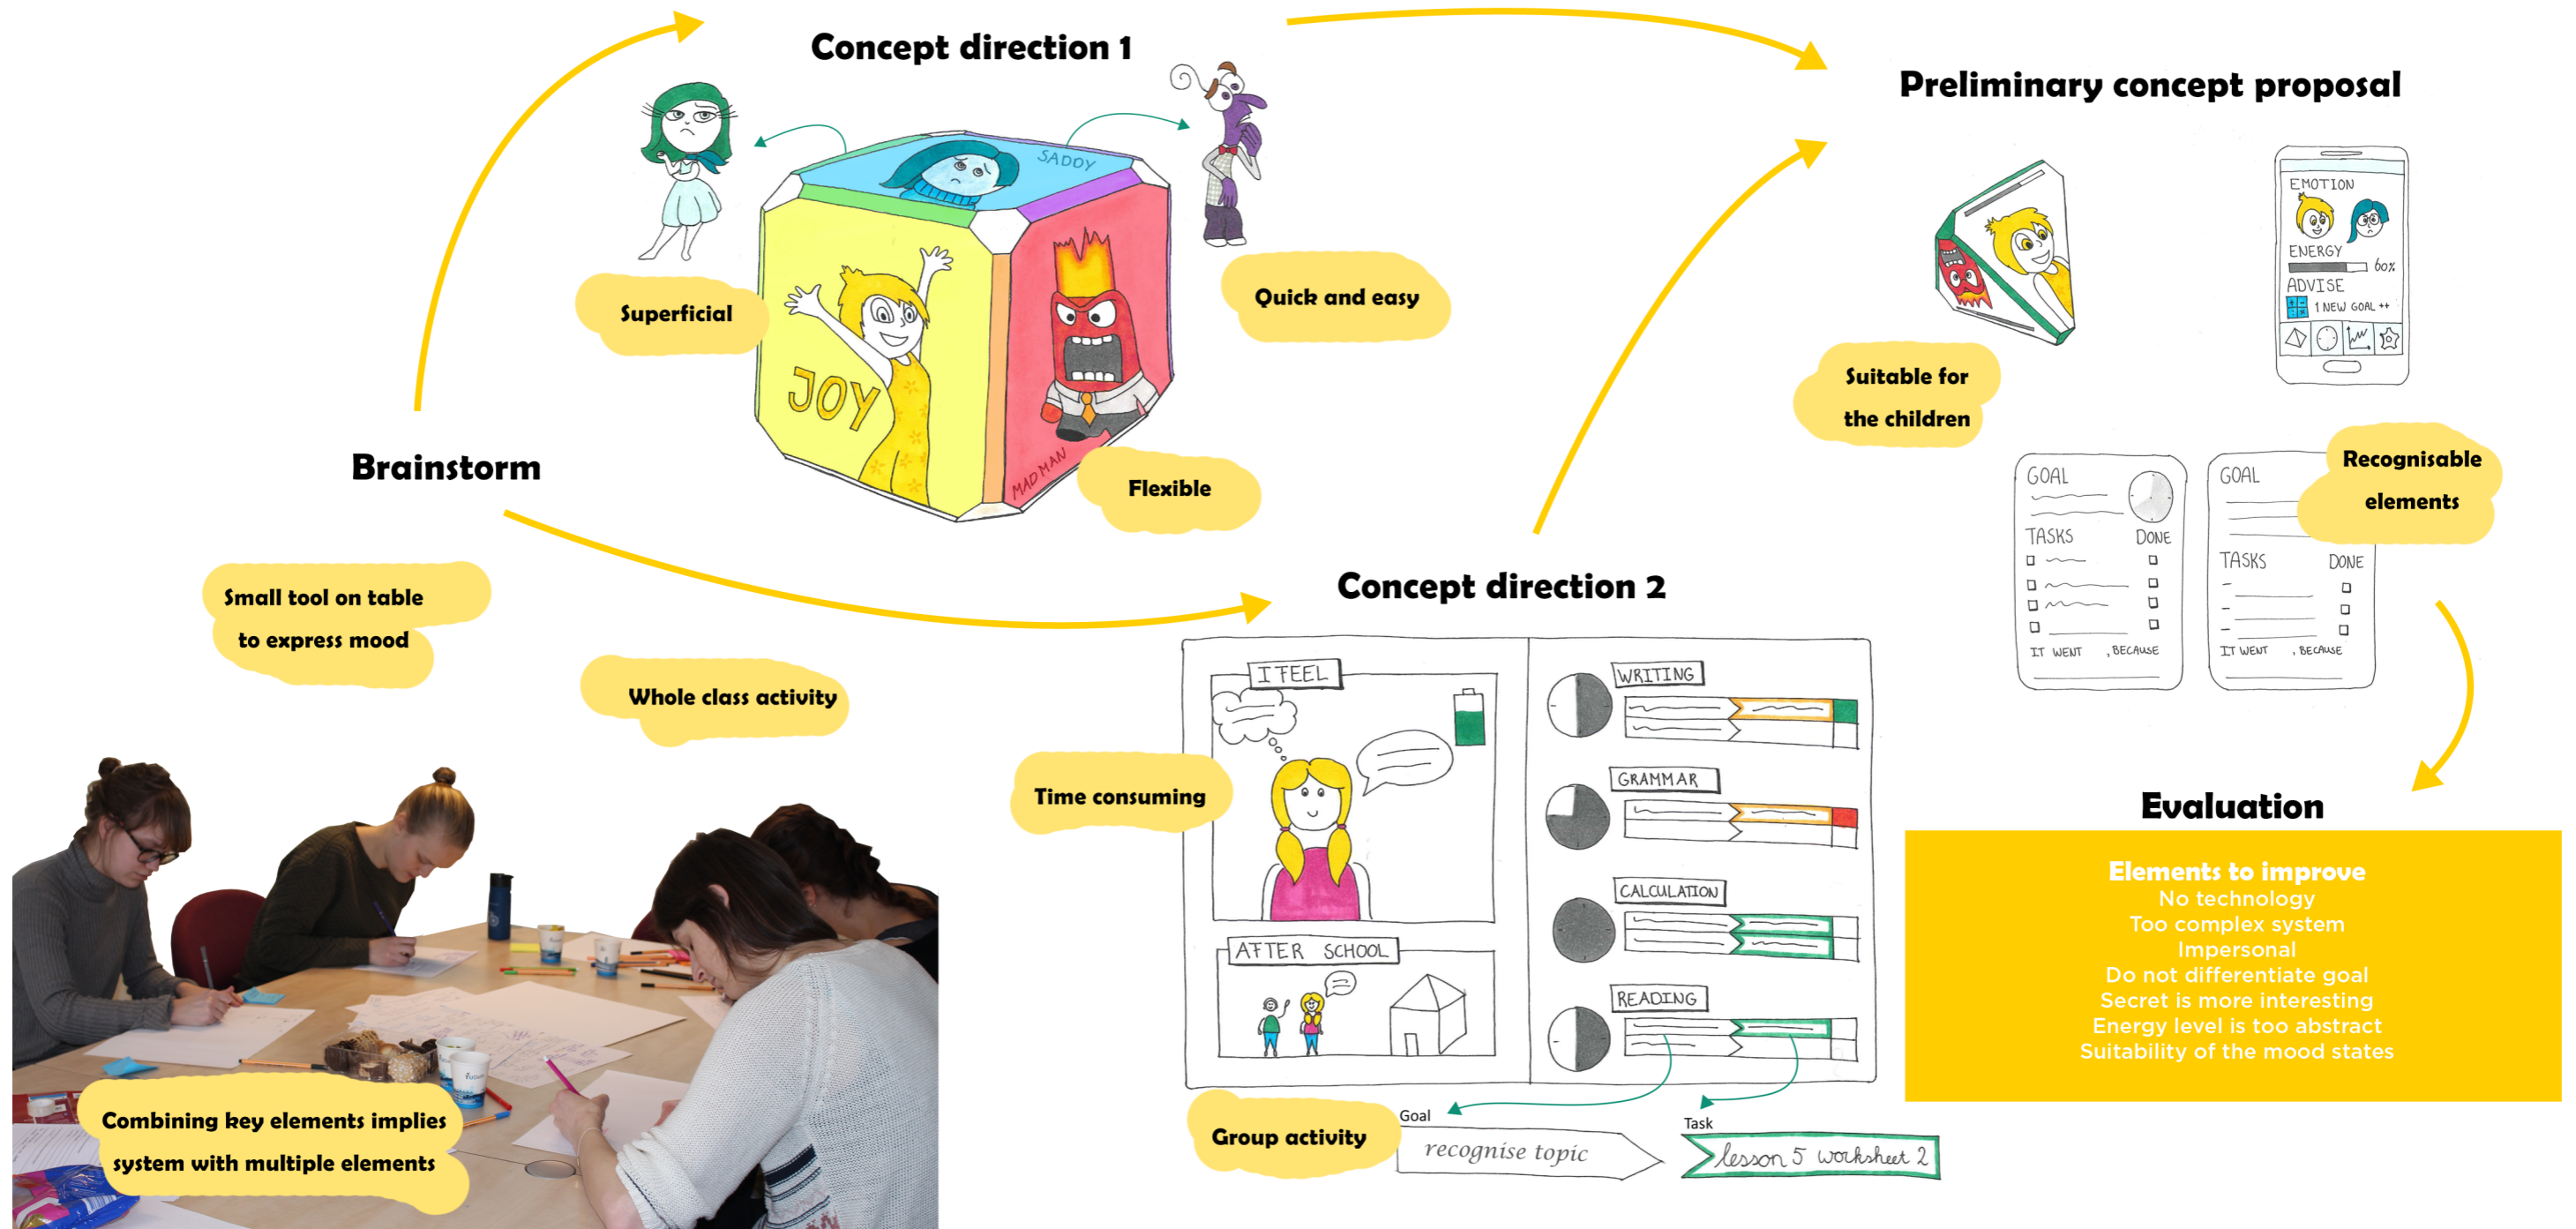 Concept direction 1
SADDY
JOY
MAD MAN
Superficial
Quick and easy
Flexible
Brainstorm
Small tool on table
to express mood
Whole class activity
Combining key elements implies
system with multiple elements
Concept direction 2
I FEEL
AFTER SCHOOL
WRITING
GRAMMAR
CALCULATION
READING
Time consuming
Group activity
Goal
recognise topic
Task
lesson 5 worksheet 2
Preliminary concept proposal
EMOTION
ENERGY
60%
ADVISE
1 NEW GOAL ++
Suitable for
the children
Recognisable
elements
GOAL
TASKS DONE
IT WENT , BECAUSE
GOAL
TASKS DONE
IT WENT , BECAUSE
Evaluation
Elements to improve
No technology
Too complex system
Impersonal
Do not differentiate goal
Secret is more interesting
Energy level is too abstract
Suitability of the mood states